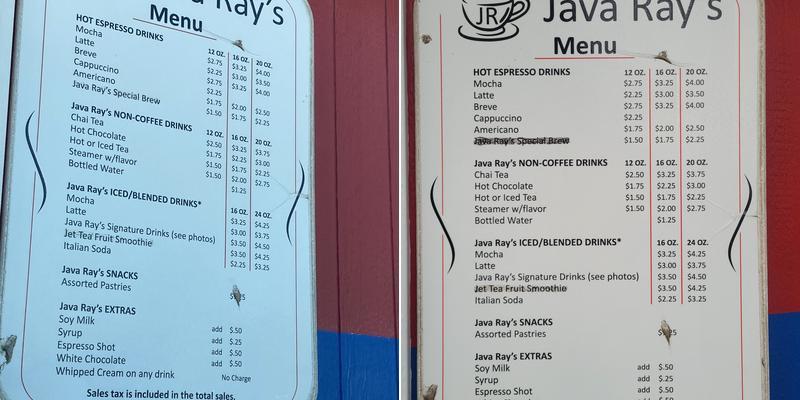 Java Ray's
Menu
HOT ESPRESSO DRINKS 12 OZ. 16 OZ. 20 OZ.
Mocha $2.75 $3.25 $4.00
Latte $2.25 $3.00 $3.50
Breve $2.75 $3.25 $4.00
Cappuccino $2.25
Americano $1.75 $2.00 $2.50
Java Ray's Special Brew $1.50 $1.75 $2.25
Java Ray's NON-COFFEE DRINKS 12 OZ. 16 OZ. 20 OZ.
Chai Tea $2.50 $3.25 $3.75
Hot Chocolate $1.75 $2.25 $3.00
Hot or Iced Tea $1.50 $1.75 $2.25
Steamer w/flavor $1.50 $2.00 $2.75
Bottled Water $1.25
Java Ray's ICED/BLENDED DRINKS* 16 OZ. 24 OZ.
Mocha $3.25 $4.25
Latte $3.00 $3.75
Java Ray's Signature Drinks (see photos) $3.50 $4.50
Jet Tea Fruit Smoothie $3.50 $4.50
Italian Soda $2.25 $3.25
Java Ray's SNACKS
Assorted Pastries
Java Ray's EXTRAS
Soy Milk add $.50
Syrup add $.25
Espresso Shot add $.50
White Chocolate add $.50
Whipped Cream on any drink No Charge
Sales tax is included in the total sales.
JR
Java Ray's
Menu
HOT ESPRESSO DRINKS 12 OZ. 16 OZ. 20 OZ.
Mocha $2.75 $3.25 $4.00
Latte $2.25 $3.00 $3.50
Breve $2.75 $3.25 $4.00
Cappuccino $2.25
Americano $1.75 $2.00 $2.50
Java Ray's Special Brew $1.50 $1.75 $2.25
Java Ray's NON-COFFEE DRINKS 12 OZ. 16 OZ. 20 OZ.
Chai Tea $2.50 $3.25 $3.75
Hot Chocolate $1.75 $2.25 $3.00
Hot or Iced Tea $1.50 $1.75 $2.25
Steamer w/flavor $1.50 $2.00 $2.75
Bottled Water $1.25
Java Ray's ICED/BLENDED DRINKS* 16 OZ. 24 OZ.
Mocha $3.25 $4.25
Latte $3.00 $3.75
Java Ray's Signature Drinks (see photos) $3.50 $4.50
Jet Tea Fruit Smoothie $3.50 $4.50
Italian Soda $2.25 $3.25
Java Ray's SNACKS
Assorted Pastries
Java Ray's EXTRAS
Soy Milk add $.50
Syrup add $.25
Espresso Shot add $.50